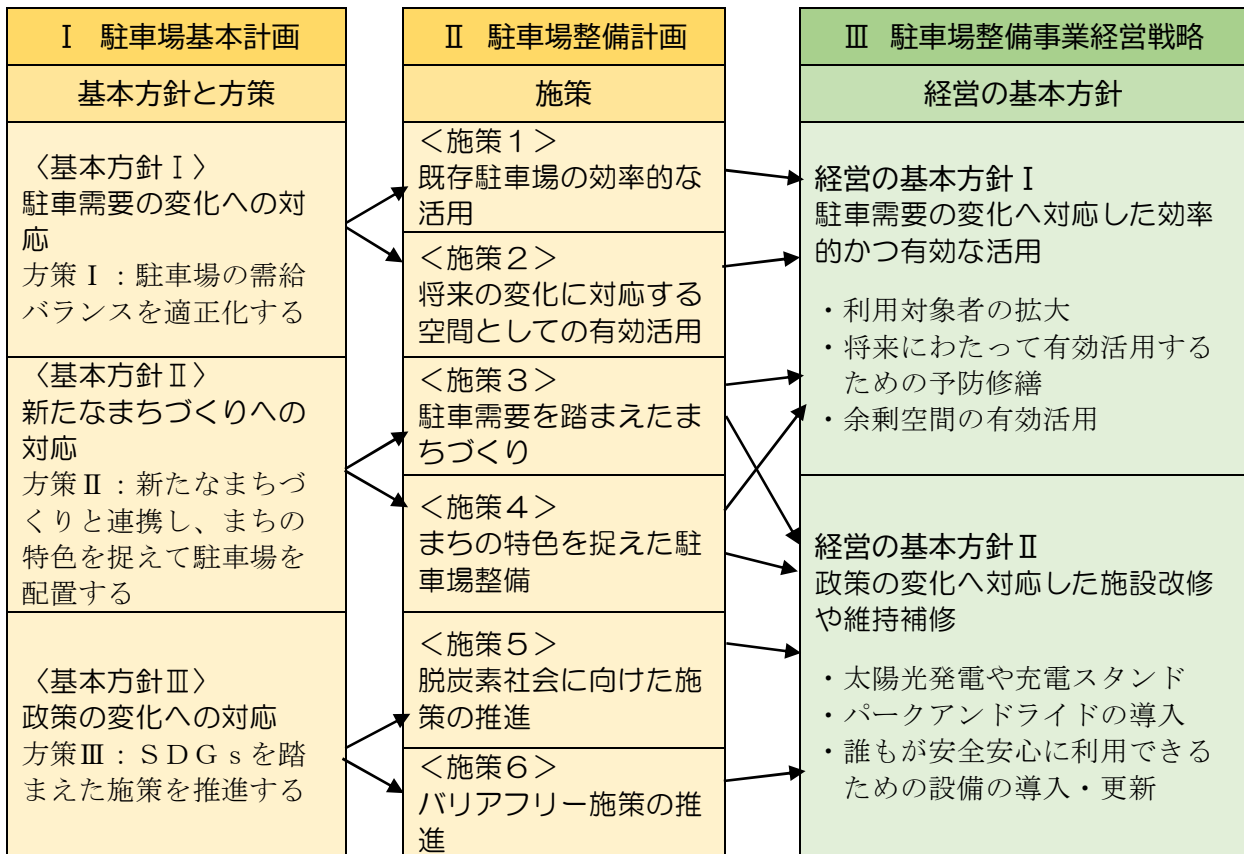 Ⅰ 駐車場基本計画
基本方針と方策
〈基本方針Ⅰ〉
駐車需要の変化への対
応
方策Ⅰ：駐車場の需給
バランスを適正化する
〈基本方針Ⅱ〉
新たなまちづくりへの
対応
方策Ⅱ：新たなまちづ
くりと連携し、まちの
特色を捉えて駐車場を
配置する
〈基本方針Ⅲ〉
政策の変化への対応
方策Ⅲ：ＳＤＧｓを踏
まえた施策を推進する
Ⅱ 駐車場整備計画
施策
＜施策１＞
既存駐車場の効率的な
活用
＜施策２＞
将来の変化に対応する
空間としての有効活用
＜施策３＞
駐車需要を踏まえたま
ちづくり
＜施策４＞
まちの特色を捉えた駐
車場整備
＜施策５＞
脱炭素社会に向けた施
策の推進
＜施策６＞
バリアフリー施策の推
進
Ⅲ 駐車場整備事業経営戦略
経営の基本方針
経営の基本方針Ⅰ
駐車需要の変化へ対応した効率
的かつ有効な活用
・利用対象者の拡大
・将来にわたって有効活用する
ための予防修繕
・余剰空間の有効活用
経営の基本方針Ⅱ
政策の変化へ対応した施設改修
や維持補修
・太陽光発電や充電スタンド
・パークアンドライドの導入
・誰もが安全安心に利用できる
ための設備の導入・更新